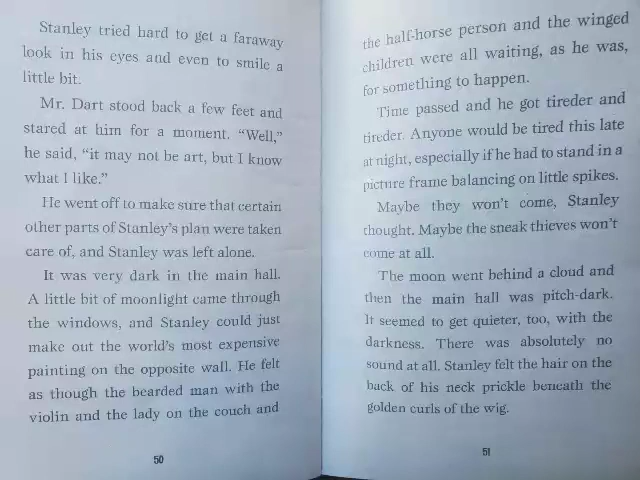 Stanley tried hard to get a faraway
look in his eyes and even to smile a
little bit.
Mr. Dart stood back a few feet and
stared at him for a moment. “Well,”
he said, “it may not be art, but I know
what I like.”
He went off to make sure that certain
other parts of Stanley’s plan were taken
care of, and Stanley was left alone.
It was very dark in the main hall.
A little bit of moonlight came through
the windows, and Stanley could just
make out the world’s most expensive
painting on the opposite wall. He felt
as though the bearded man with the
violin and the lady on the couch and
50
the half-horse person and the winged
children were all waiting, as he was,
for something to happen.
Time passed and he got tireder and
tireder. Anyone would be tired this late
at night, especially if he had to stand in a
picture frame balancing on little spikes.
Maybe they won’t come, Stanley
thought. Maybe the sneak thieves won’t
come at all.
The moon went behind a cloud and
then the main hall was pitch-dark.
It seemed to get quieter, too, with the
darkness. There was absolutely no
sound at all. Stanley felt the hair on the
back of his neck prickle beneath the
golden curls of the wig.
51